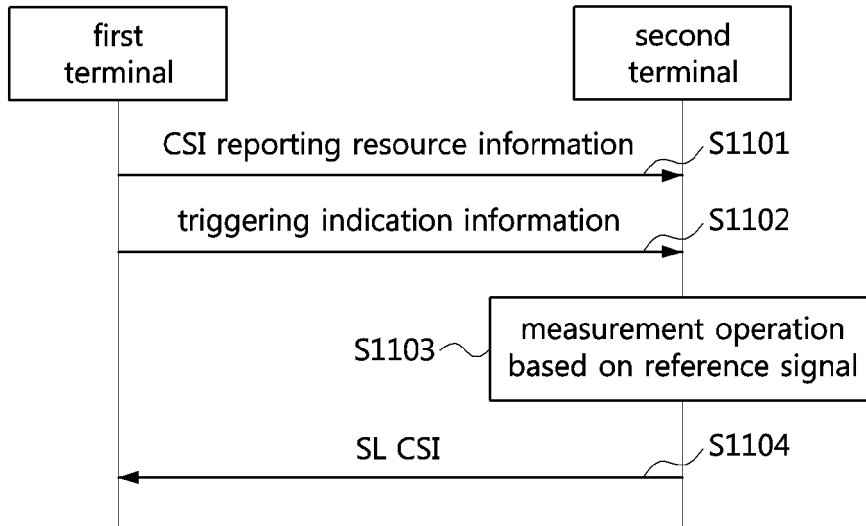 first
terminal
second
terminal
CSI reporting resource information
S1101
triggering indication information
S1102
S1103
measurement operation
based on reference signal
SL CSI
S1104